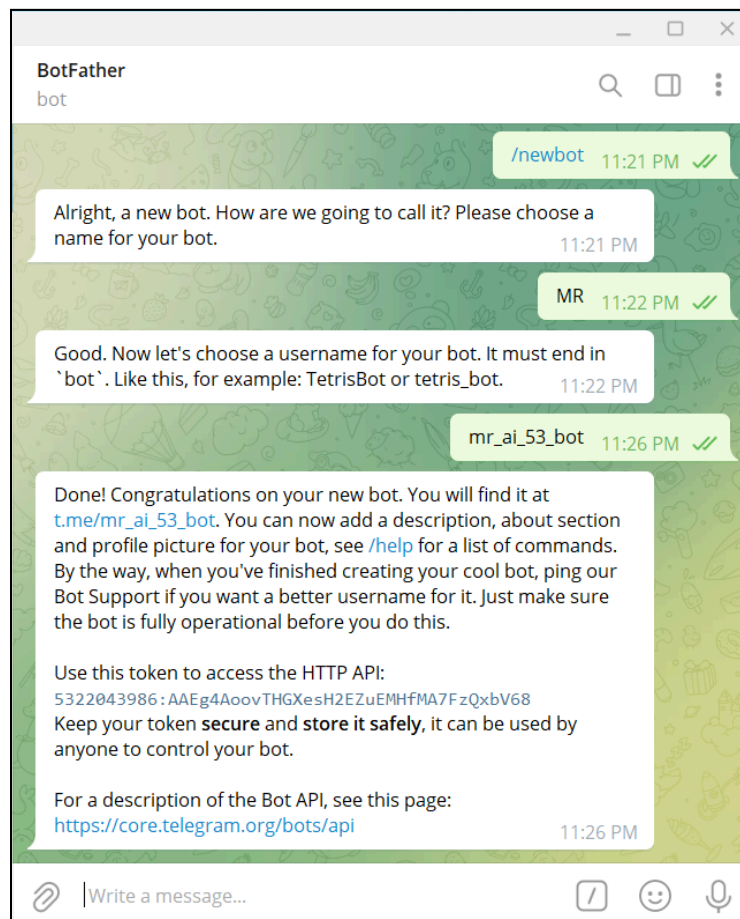 BotFather
bot
/newbot 11:21 PM
Alright, a new bot. How are we going to call it? Please choose a
name for your bot.
11:21 PM
MR 11:22 PM
Good. Now let's choose a username for your bot. It must end in
`bot`. Like this, for example: TetrisBot or tetris_bot.
11:22 PM
mr_ai_53_bot 11:26 PM
Done! Congratulations on your new bot. You will find it at
t.me/mr_ai_53_bot. You can now add a description, about section
and profile picture for your bot, see /help for a list of commands.
By the way, when you've finished creating your cool bot, ping our
Bot Support if you want a better username for it. Just make sure
the bot is fully operational before you do this.
Use this token to access the HTTP API:
5322043986:AAEg4AoovTHGXesH2EZuEMHfMA7FzQxbV68
Keep your token secure and store it safely, it can be used by
anyone to control your bot.
For a description of the Bot API, see this page:
https://core.telegram.org/bots/api
11:26 PM
Write a message...